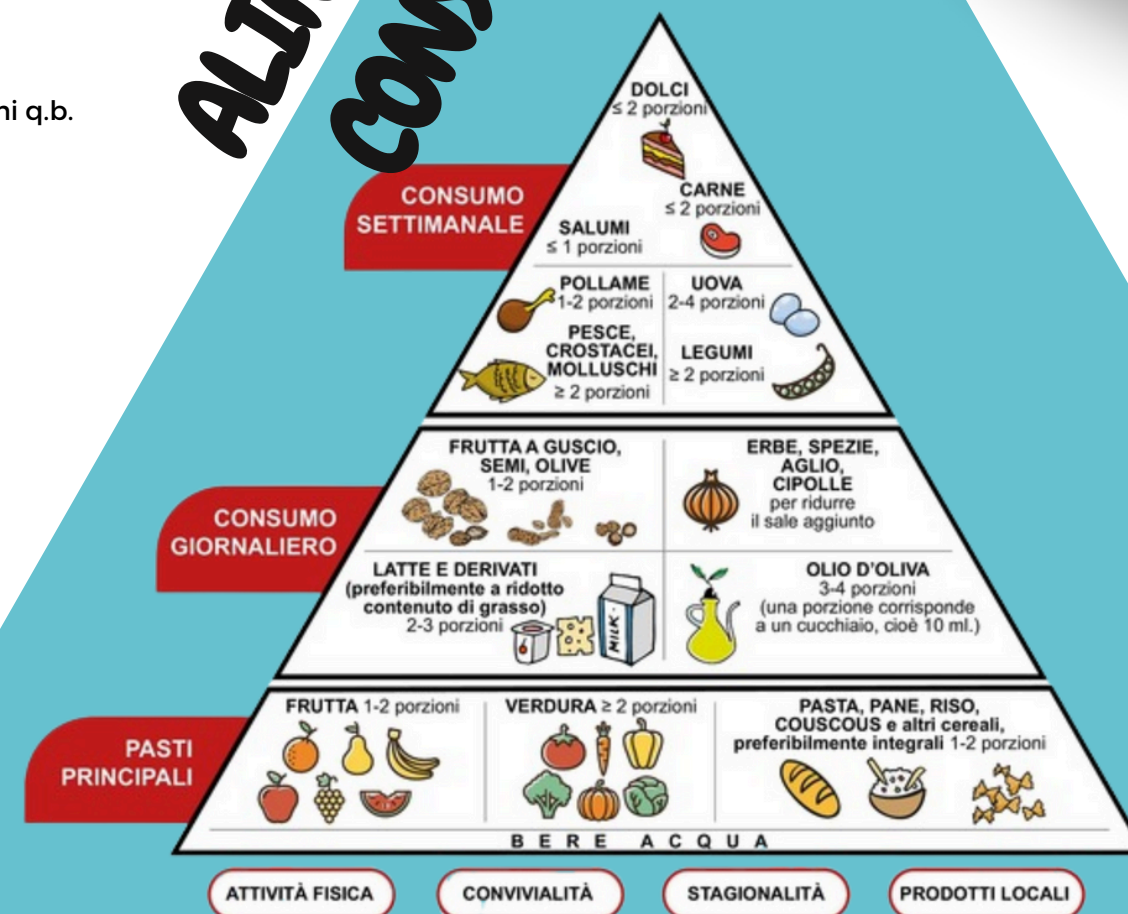 ni q.b.
DOLCI
≤ 2 porzioni
CARNE
≤ 2 porzioni
SALUMI
≤ 1 porzioni
CONSUMO
SETTIMANALE
POLLAME
1-2 porzioni
UOVA
2-4 porzioni
PESCE,
CROSTACEI,
MOLLUSCHI
≥ 2 porzioni
LEGUMI
≥ 2 porzioni
CONSUMO
GIORNALIERO
FRUTTA A GUSCIO,
SEMI, OLIVE
1-2 porzioni
ERBE, SPEZIE,
AGLIO,
CIPOLLE
per ridurre
il sale aggiunto
LATTE E DERIVATI
(preferibilmente a ridotto
contenuto di grasso)
2-3 porzioni
MILK
OLIO D'OLIVA
3-4 porzioni
(una porzione corrisponde
a un cucchiaio, cioè 10 ml.)
PASTI
PRINCIPALI
FRUTTA 1-2 porzioni
VERDURA ≥ 2 porzioni
PASTA, PANE, RISO,
COUSCOUS e altri cereali,
preferibilmente integrali 1-2 porzioni
BERE ACQUA
ATTIVITÀ FISICA
CONVIVIALITÀ
STAGIONALITÀ
PRODOTTI LOCALI